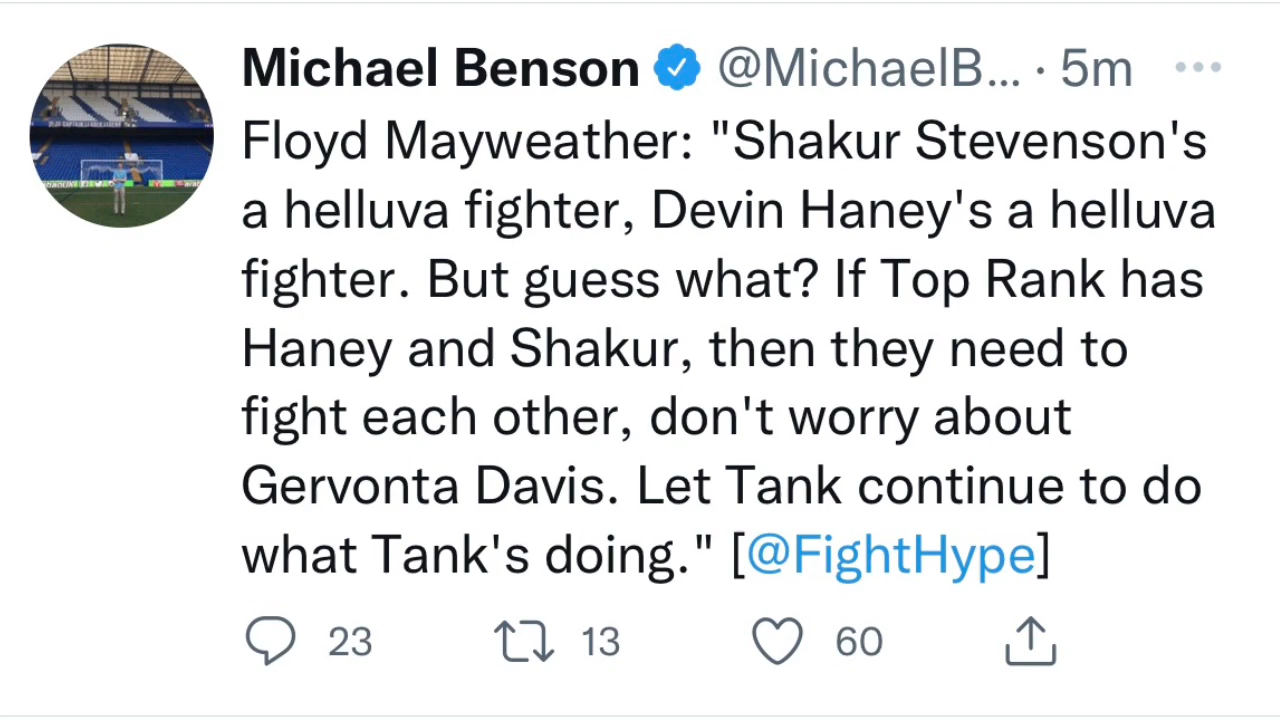 Michael Benson @MichaelB... · 5m
Floyd Mayweather: "Shakur Stevenson's
a helluva fighter, Devin Haney's a helluva
fighter. But guess what? If Top Rank has
Haney and Shakur, then they need to
fight each other, don't worry about
Gervonta Davis. Let Tank continue to do
what Tank's doing." [@FightHype]
23 13 60